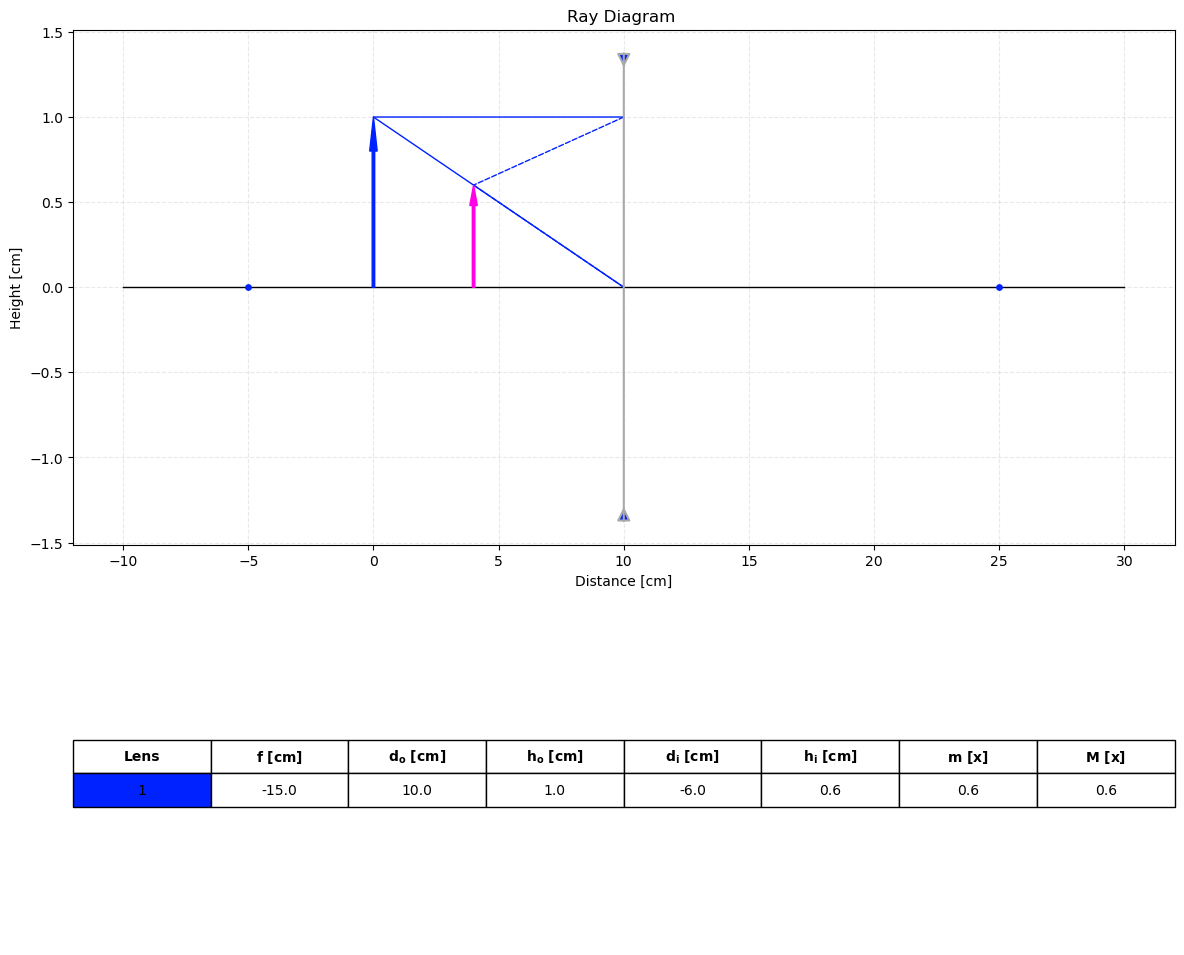 Ray Diagram
1.5
1.0
0.5
0.0
−0.5
−1.0
−1.5
Height [cm]
−10 −5 0 5 10 15 20 25 30
Distance [cm]
Lens f [cm] dₒ [cm] hₒ [cm] dᵢ [cm] hᵢ [cm] m [x] M [x]
1 -15.0 10.0 1.0 -6.0 0.6 0.6 0.6